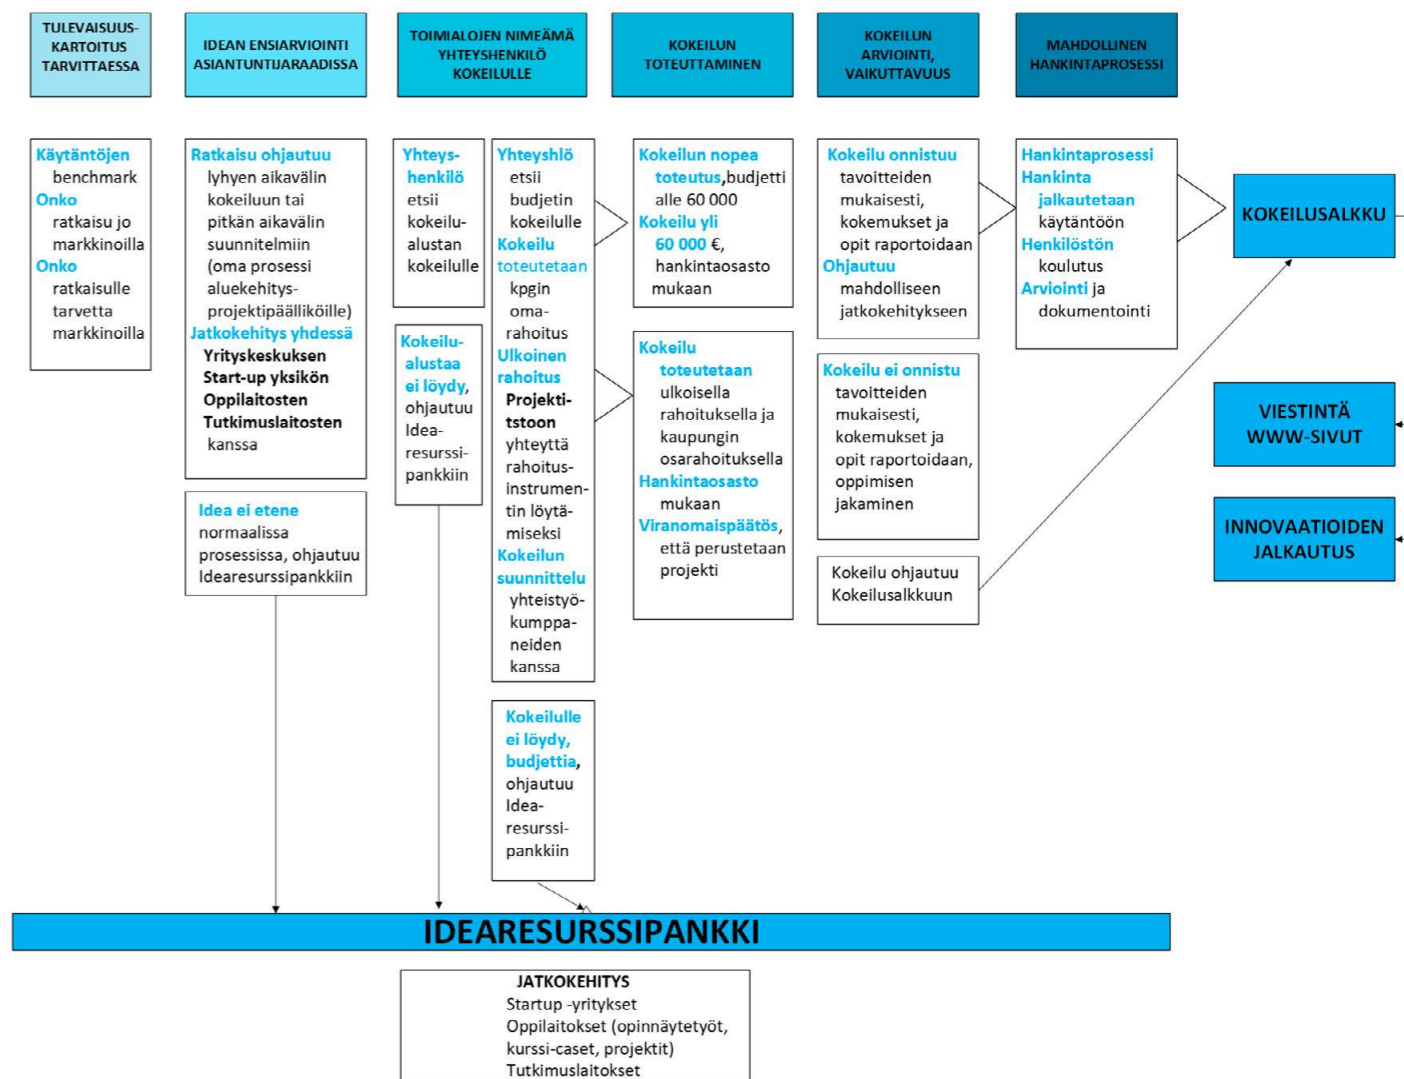 TULEVAISUUS-
KARTOITUS
TARVITTAESSA
IDEAN ENSIARVIOINTI
ASIANTUNTIJARAADISSA
TOIMIALOJEN NIMEÄMÄ
YHTEYSHENKILÖ
KOKEILULLE
KOKEILUN
TOTEUTTAMINEN
KOKEILUN
ARVIOINTI,
VAIKUTTAVUUS
MAHDOLLINEN
HANKINTAPROSESSI
Käytäntöjen
benchmark
Onko
ratkaisu jo
markkinoilla
Onko
ratkaisulle
tarvetta
markkinoilla
Ratkaisu ohjautuu
lyhyen aikavälin
kokeiluun tai
pitkän aikavälin
suunnitelmiin
(oma prosessi
aluekehitys-
projektipäälliköille)
Jatkokehitys yhdessä
Yrityskeskuksen
Start-up yksikön
Oppilaitosten
Tutkimuslaitosten
kanssa
Idea ei etene
normaalissa
prosessissa, ohjautuu
Idearesurssipankkiin
Yhteys-
henkilö
etsii
kokeilu-
alustan
kokeilulle
Kokeilu-
alustaa
ei löydy,
ohjautuu
Idea-
resurssi-
pankkiin
Yhteyshlö
etsii
budjetin
kokeilulle
Kokeilu
toteutetaan
kpgin
oma-
rahoitus
Ulkoinen
rahoitus
Projekti-
tstoon
yhteyttä
rahoitus-
instrumen-
tin löytä-
miseksi
Kokeilun
suunnittelu
yhteistyö-
kumppa-
neiden
kanssa
Kokeilulle
ei löydy,
budjettia,
ohjautuu
Idea-
resurssi-
pankkiin
Kokeilun nopea
toteutus,budjetti
alle 60 000
Kokeilu yli
60 000 €,
hankintaosasto
mukaan
Kokeilu
toteutetaan
ulkoisella
rahoituksella ja
kaupungin
osarahoituksella
Hankintaosasto
mukaan
Viranomaispäätös,
että perustetaan
projekti
Kokeilu onnistuu
tavoitteiden
mukaisesti,
kokemukset ja
opit raportoidaan
Ohjautuu
mahdolliseen
jatkokehitykseen
Kokeilu ei onnistu
tavoitteiden
mukaisesti,
kokemukset ja
opit raportoidaan,
oppimisen
jakaminen
Kokeilu ohjautuu
Kokeilusalkkuun
Hankintaprosessi
Hankinta
jalkautetaan
käytäntöön
Henkilöstön
koulutus
Arviointi ja
dokumentointi
KOKEILUSALKKU
VIESTINTÄ
WWW-SIVUT
INNOVAATIOIDEN
JALKAUTUS
IDEARESURSSIPANKKI
JATKOKEHITYS
Startup -yritykset
Oppilaitokset (opinnäytetyöt,
kurssi-caset, projektit)
Tutkimuslaitokset